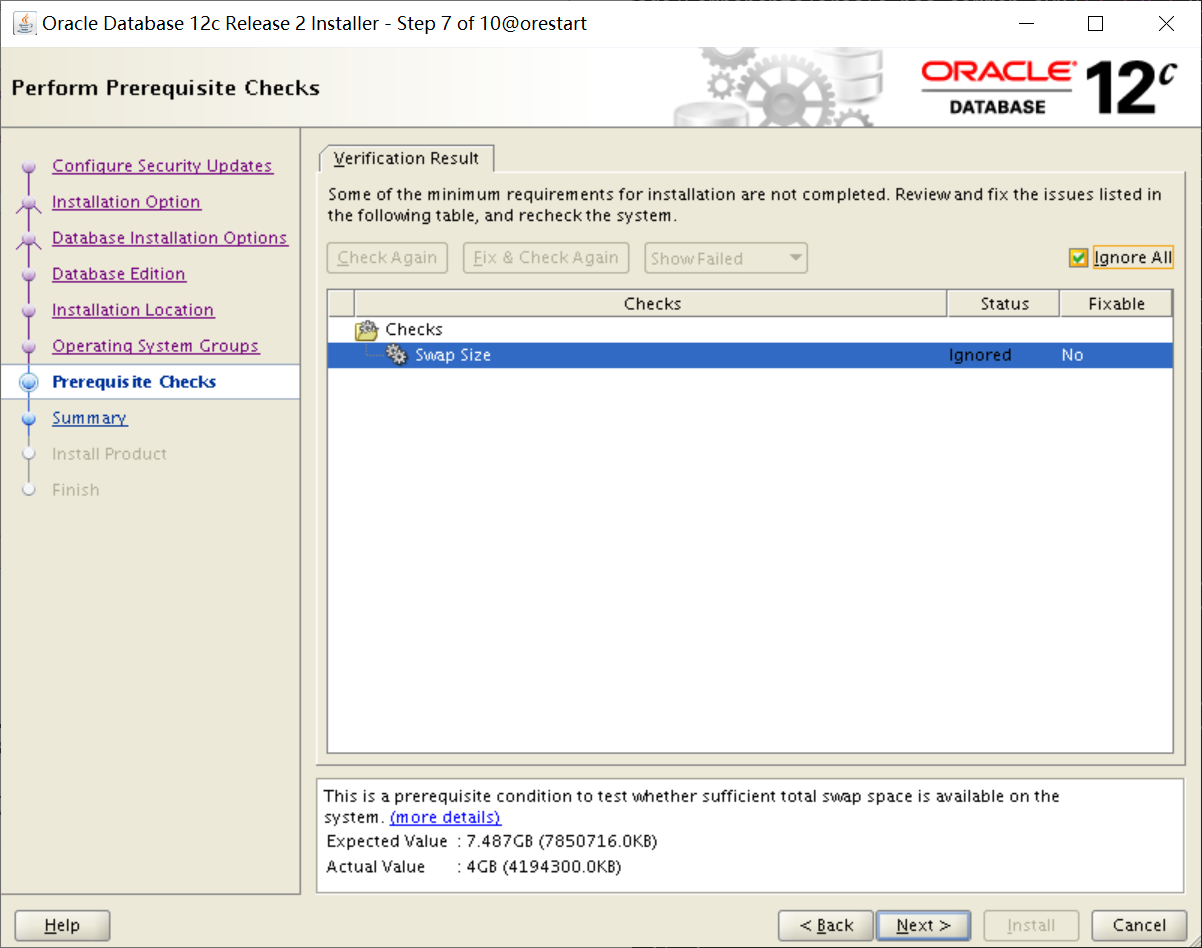 Oracle Database 12c Release 2 Installer - Step 7 of 10@orestart
Perform Prerequisite Checks
ORACLE®
DATABASE
12c
Configure Security Updates
Installation Option
Database Installation Options
Database Edition
Installation Location
Operating System Groups
Prerequisite Checks
Summary
Install Product
Finish
Verification Result
Some of the minimum requirements for installation are not completed. Review and fix the issues listed in
the following table, and recheck the system.
Check Again Fix & Check Again Show Failed Ignore All
Checks Status Fixable
Checks
Swap Size Ignored No
This is a prerequisite condition to test whether sufficient total swap space is available on the
system. (more details)
Expected Value : 7.487GB (7850716.0KB)
Actual Value : 4GB (4194300.0KB)
Help < Back Next > Install Cancel